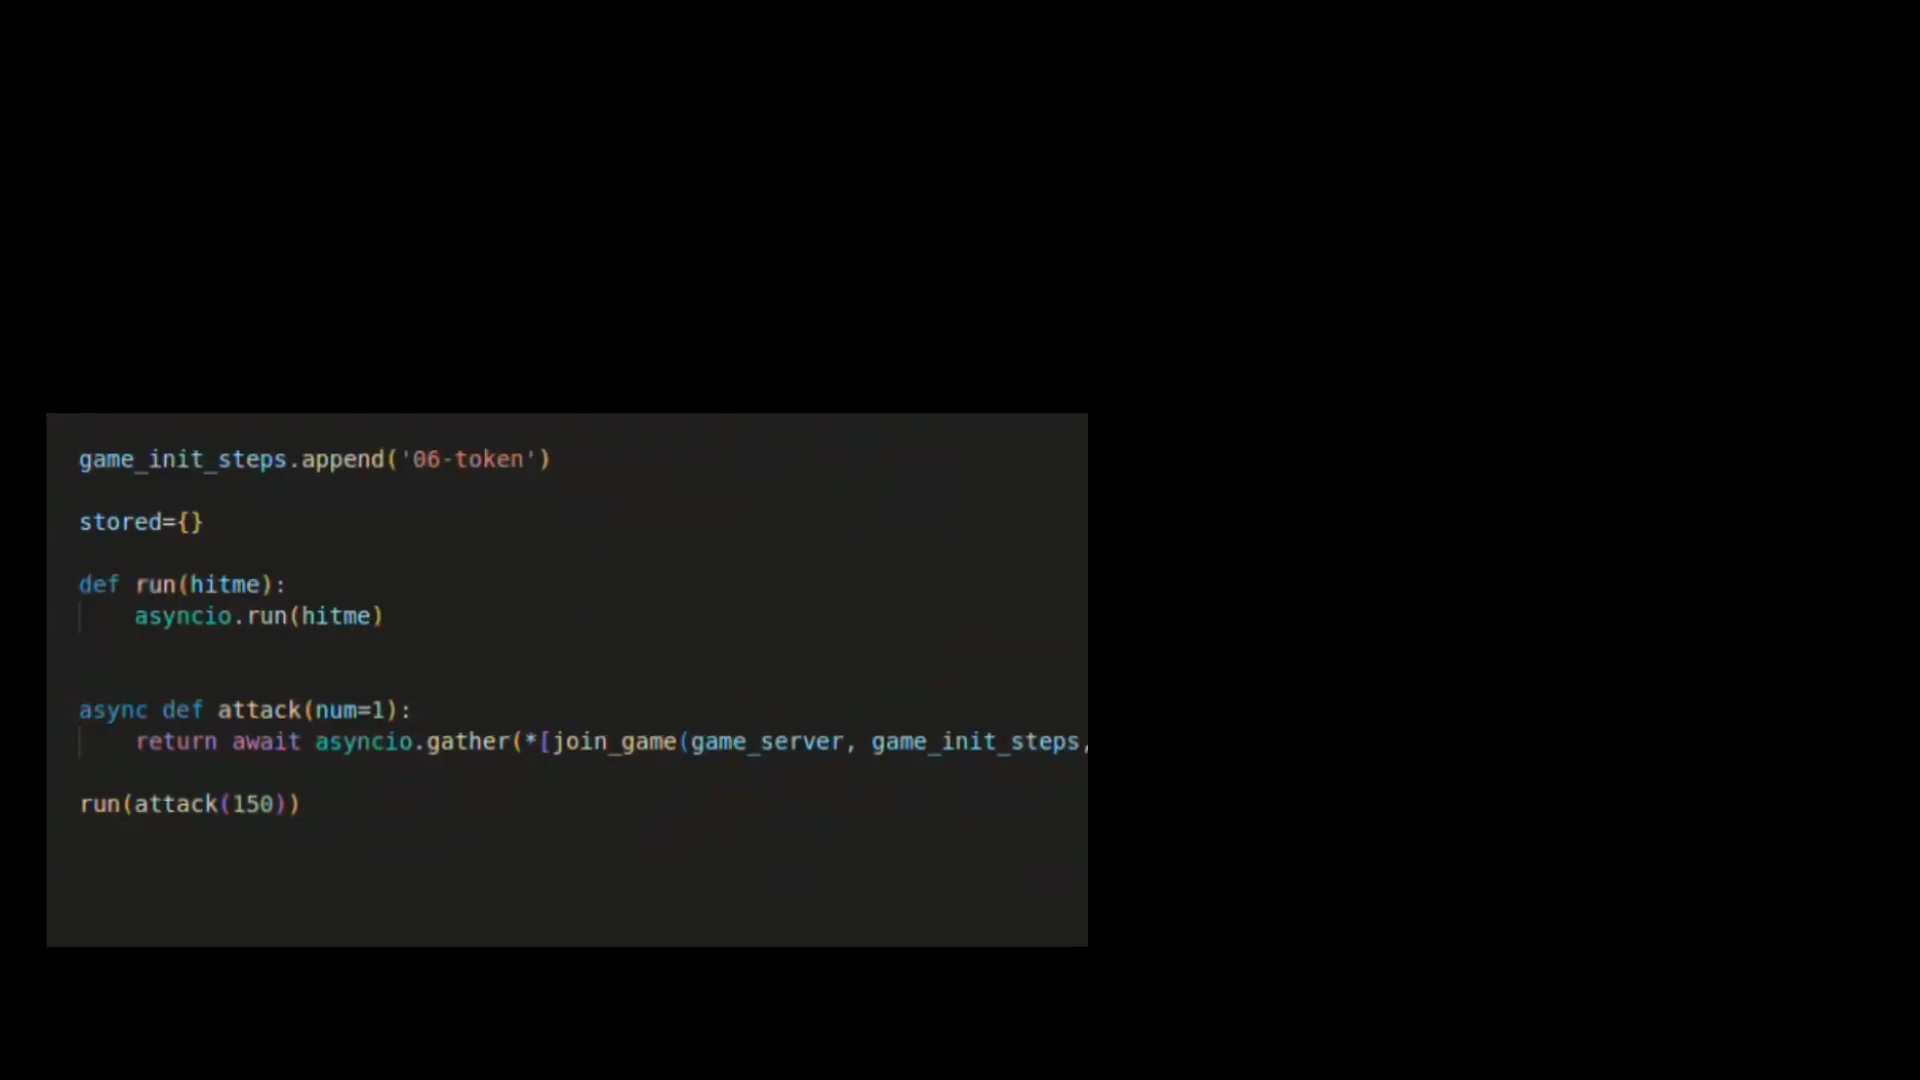 game_init_steps.append('06-token')
stored={}
def run(hitme):
    asyncio.run(hitme)
async def attack(num=1):
    return await asyncio.gather(*[join_game(game_server, game_init_steps,
run(attack(150))